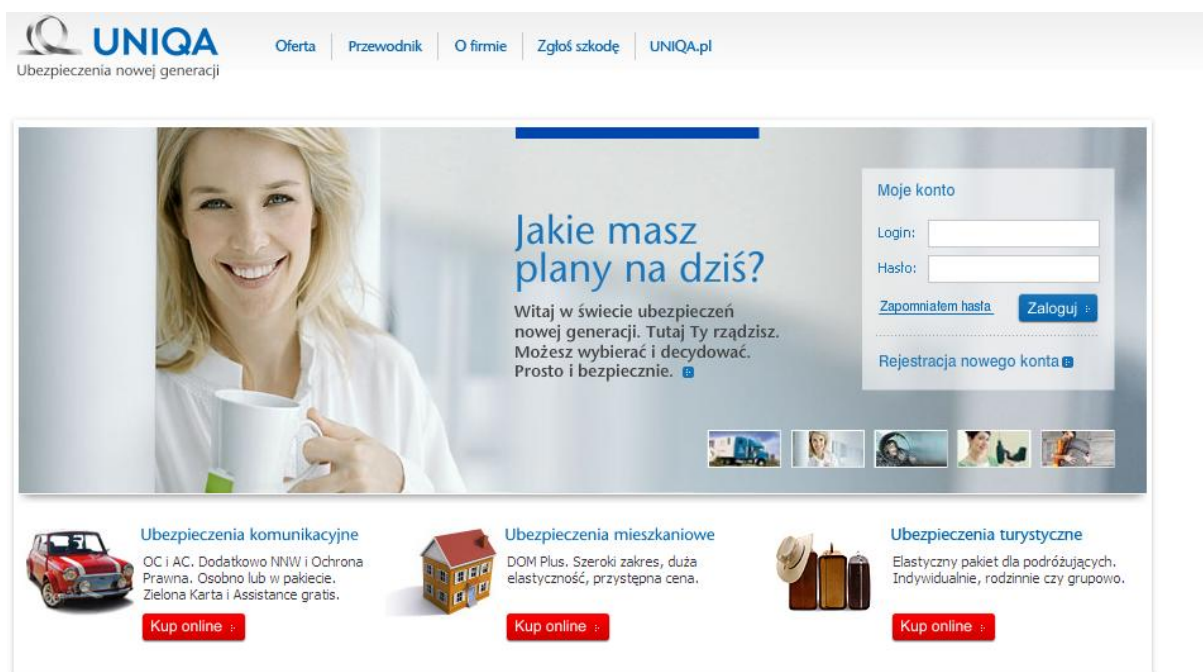 UNIQA
Ubezpieczenia nowej generacji
Oferta
Przewodnik
O firmie
Zgłoś szkodę
UNIQA.pl
Jakie masz
plany na dziś?
Witaj w świecie ubezpieczeń
nowej generacji. Tutaj Ty rządzisz.
Możesz wybierać i decydować.
Prosto i bezpiecznie.
Moje konto
Login:
Hasło:
Zapomniałem hasła
Zaloguj
Rejestracja nowego konta
Ubezpieczenia komunikacyjne
OC i AC. Dodatkowo NNW i Ochrona
Prawna. Osobno lub w pakiecie.
Zielona Karta i Assistance gratis.
Kup online
Ubezpieczenia mieszkaniowe
DOM Plus. Szeroki zakres, duża
elastyczność, przystępna cena.
Kup online
Ubezpieczenia turystyczne
Elastyczny pakiet dla podróżujących.
Indywidualnie, rodzinnie czy grupowo.
Kup online